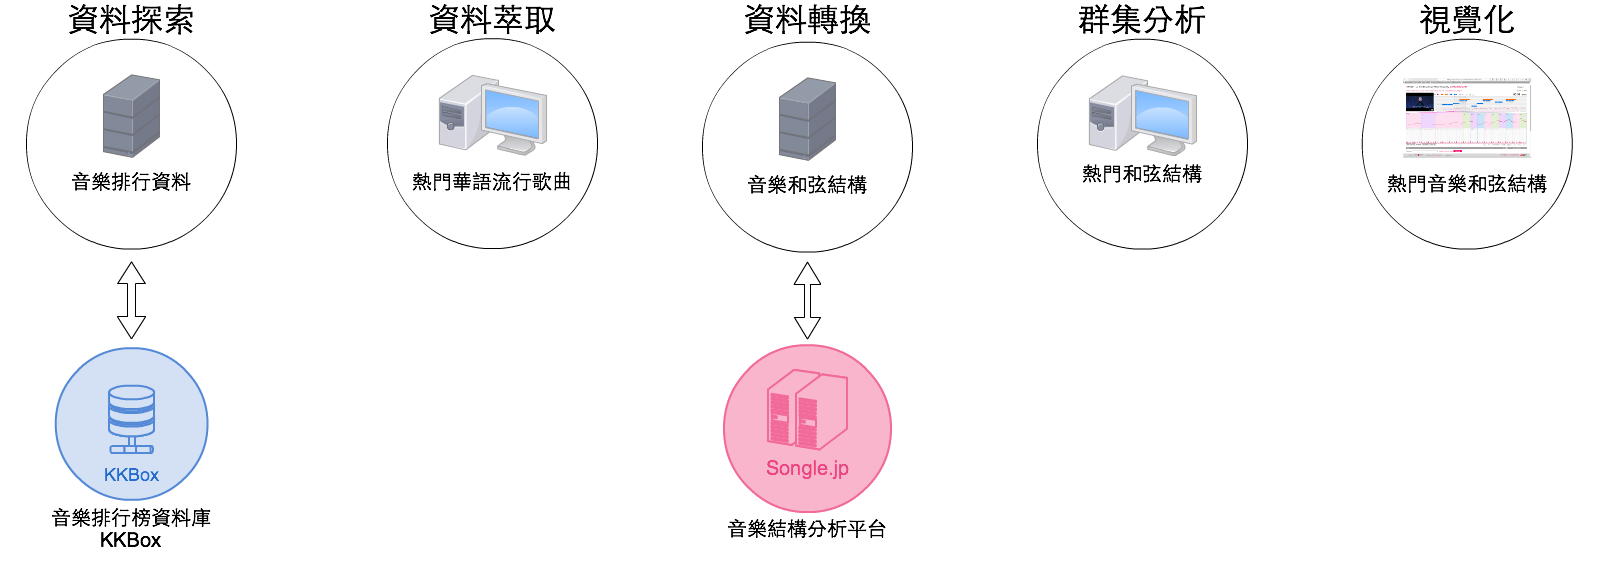 資料探索
資料萃取
資料轉換
群集分析
視覺化
音樂排行資料
熱門華語流行歌曲
音樂和弦結構
熱門和弦結構
熱門音樂和弦結構
KKBox
音樂排行榜資料庫
KKBox
Songle.jp
音樂結構分析平台